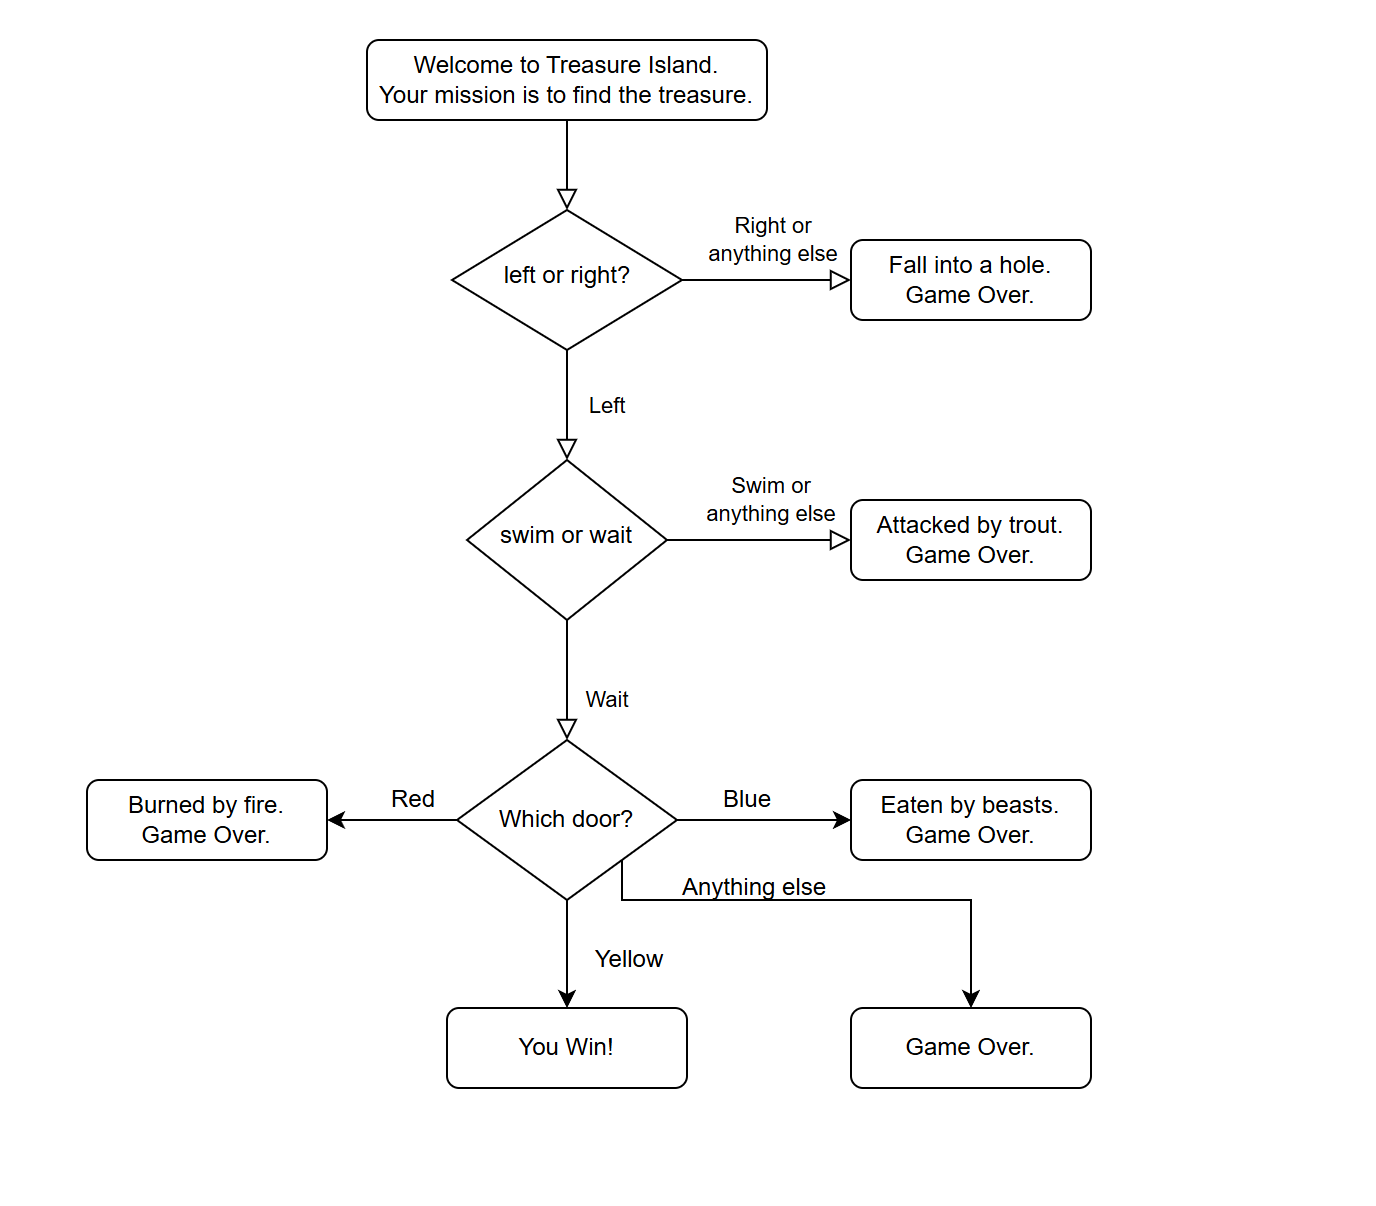 Welcome to Treasure Island.
Your mission is to find the treasure.
left or right?
Right or
anything else
Fall into a hole.
Game Over.
Left
swim or wait
Swim or
anything else
Attacked by trout.
Game Over.
Wait
Burned by fire.
Game Over.
Red
Which door?
Blue
Eaten by beasts.
Game Over.
Anything else
Yellow
You Win!
Game Over.